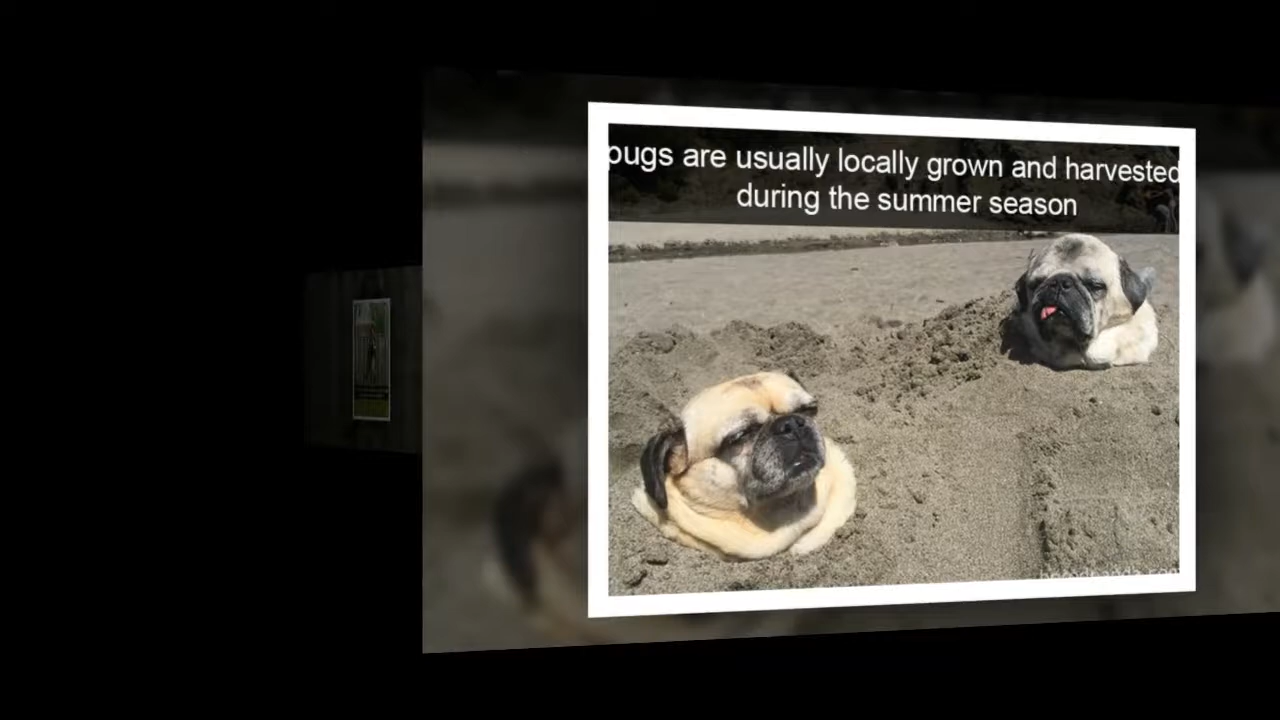 pugs are usually locally grown and harvested
during the summer season